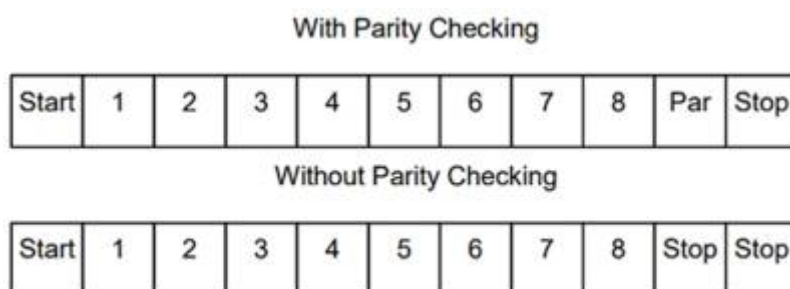 With Parity Checking
Start 1 2 3 4 5 6 7 8 Par Stop
Without Parity Checking
Start 1 2 3 4 5 6 7 8 Stop Stop